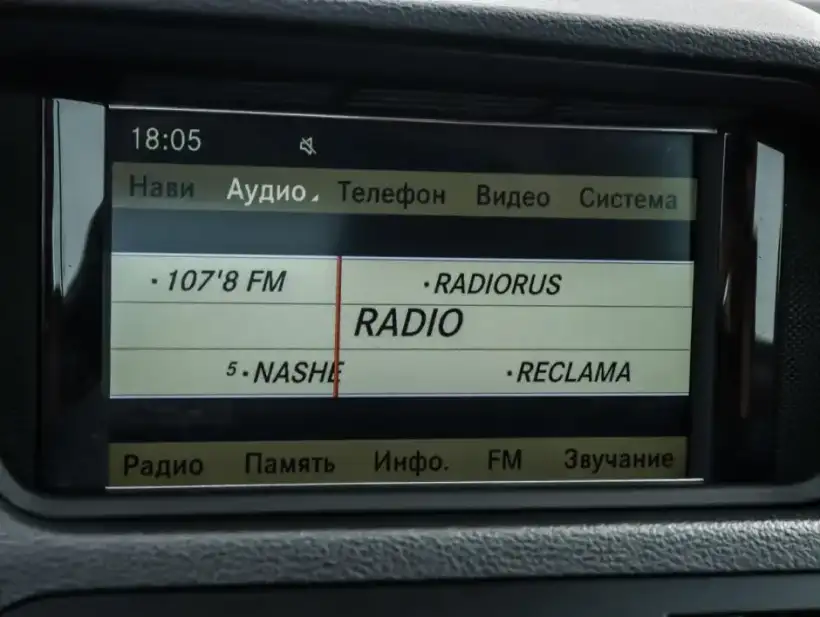 18:05
Нави Аудио Телефон Видео Система
·107'8 FM ·RADIORUS
RADIO
5·NASHE ·RECLAMA
Радио Память Инфо. FM Звучание